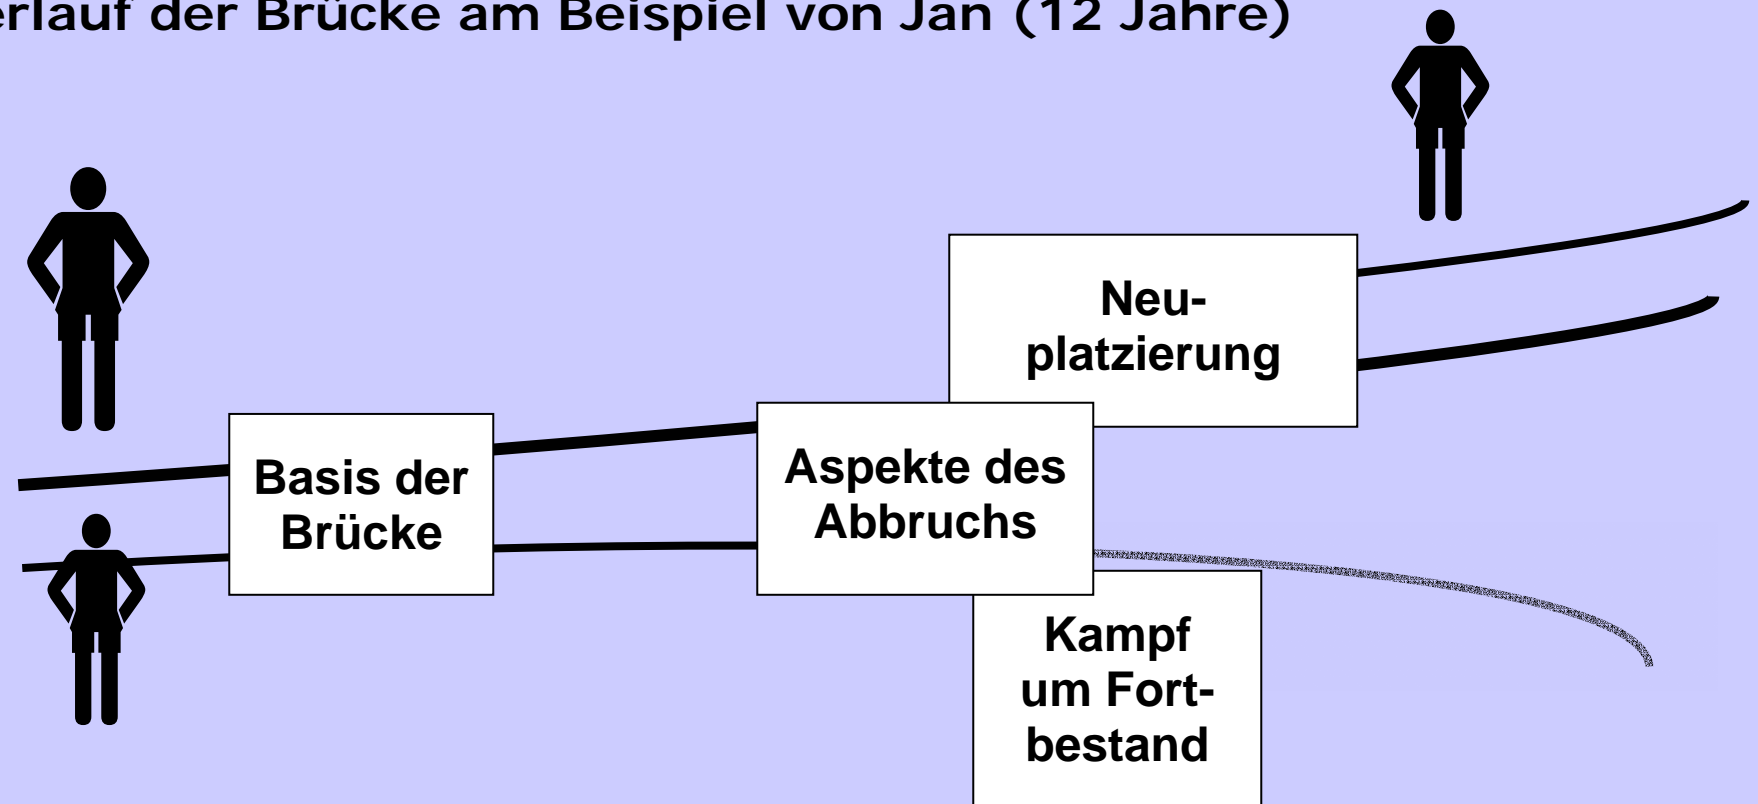 erlauf der Brücke am Beispiel von Jan (12 Jahre)
Neu-
platzierung
Basis der
Brücke
Aspekte des
Abbruchs
Kampf
um Fort-
bestand